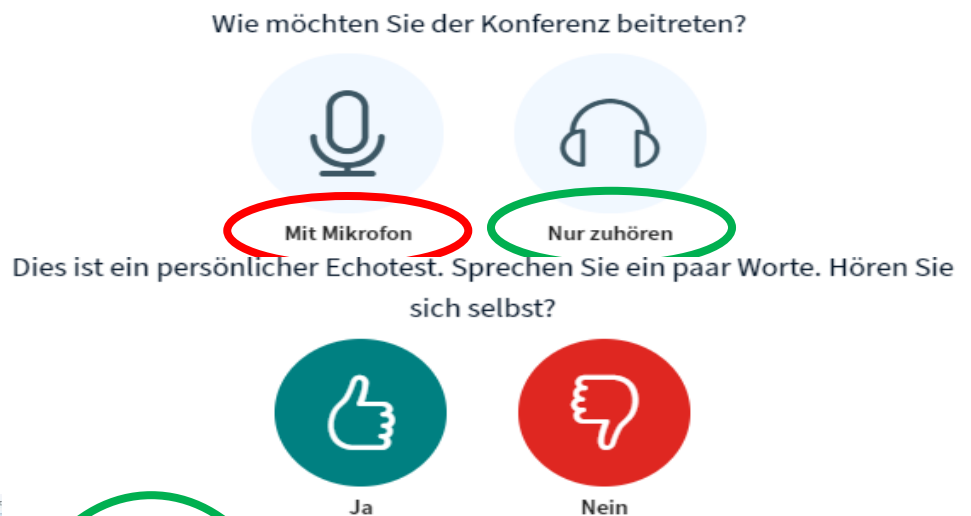 Wie möchten Sie der Konferenz beitreten?
Mit Mikrofon Nur zuhören
Dies ist ein persönlicher Echotest. Sprechen Sie ein paar Worte. Hören Sie
sich selbst?
Ja Nein